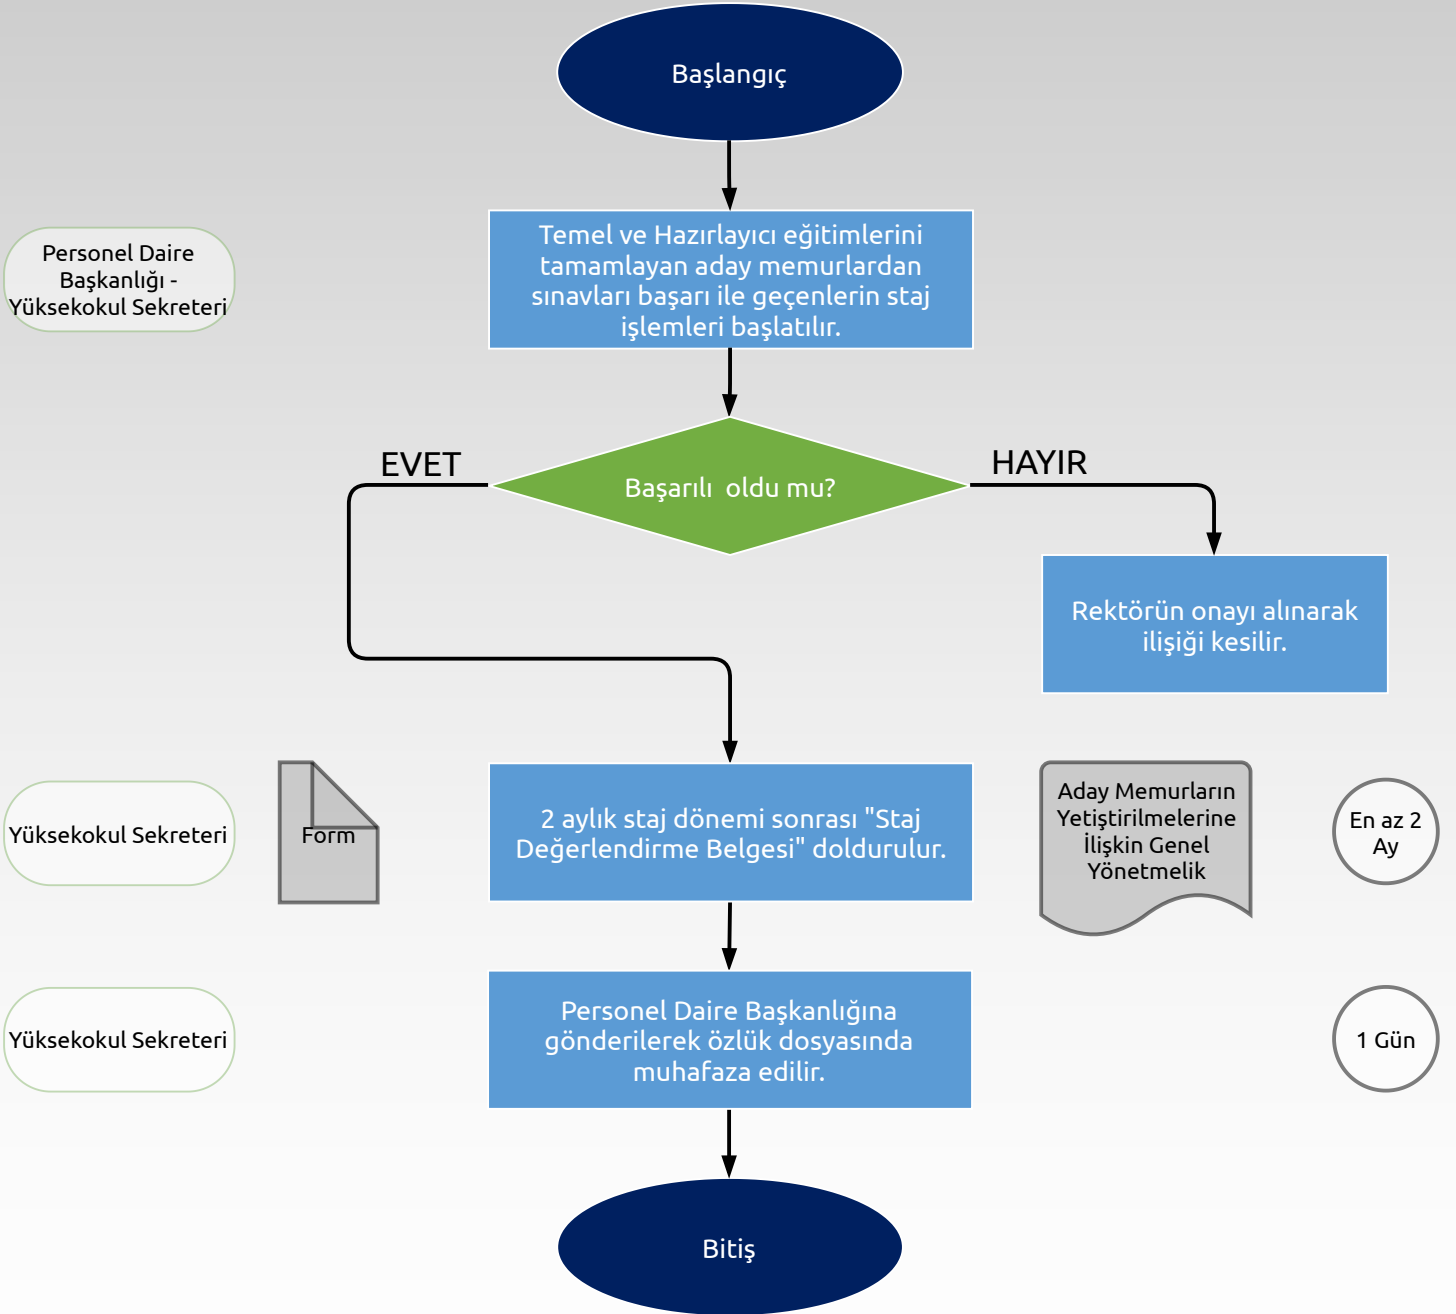 Başlangıç
Personel Daire
Başkanlığı -
Yüksekokul Sekreteri
Temel ve Hazırlayıcı eğitimlerini
tamamlayan aday memurlardan
sınavları başarı ile geçenlerin staj
işlemleri başlatılır.
EVET
Başarılı  oldu mu?
HAYIR
Rektörün onayı alınarak
ilişiği kesilir.
Yüksekokul Sekreteri
Form
2 aylık staj dönemi sonrası "Staj
Değerlendirme Belgesi" doldurulur.
Aday Memurların
Yetiştirilmelerine
İlişkin Genel
Yönetmelik
En az 2
Ay
Yüksekokul Sekreteri
Personel Daire Başkanlığına
gönderilerek özlük dosyasında
muhafaza edilir.
1 Gün
Bitiş